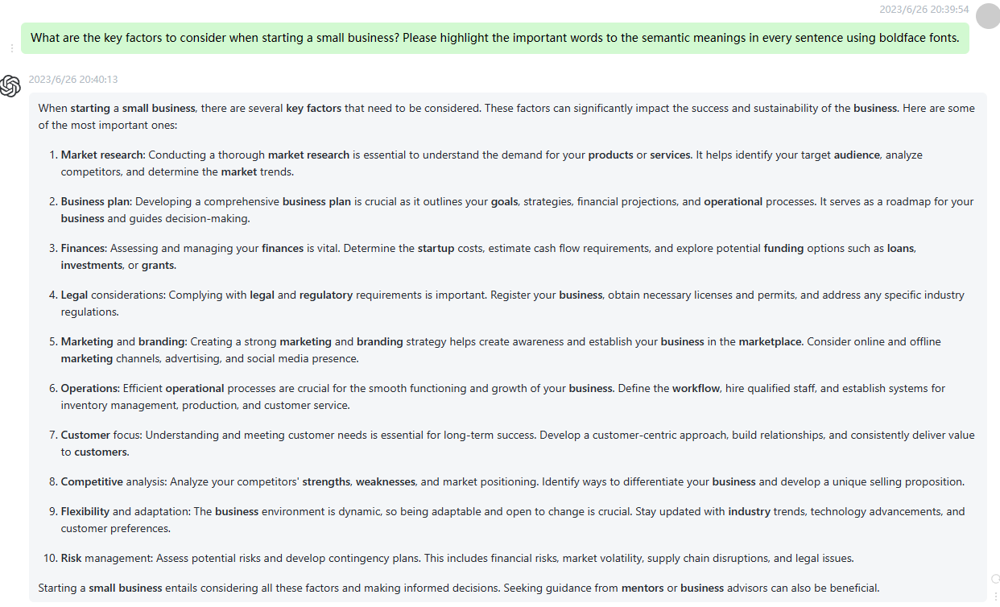 2023/6/26 20:39:54
What are the key factors to consider when starting a small business? Please highlight the important words to the semantic meanings in every sentence using boldface fonts.
2023/6/26 20:40:13
When starting a small business, there are several key factors that need to be considered. These factors can significantly impact the success and sustainability of the business. Here are some
of the most important ones:
1. Market research: Conducting a thorough market research is essential to understand the demand for your products or services. It helps identify your target audience, analyze
competitors, and determine the market trends.
2. Business plan: Developing a comprehensive business plan is crucial as it outlines your goals, strategies, financial projections, and operational processes. It serves as a roadmap for your
business and guides decision-making.
3. Finances: Assessing and managing your finances is vital. Determine the startup costs, estimate cash flow requirements, and explore potential funding options such as loans,
investments, or grants.
4. Legal considerations: Complying with legal and regulatory requirements is important. Register your business, obtain necessary licenses and permits, and address any specific industry
regulations.
5. Marketing and branding: Creating a strong marketing and branding strategy helps create awareness and establish your business in the marketplace. Consider online and offline
marketing channels, advertising, and social media presence.
6. Operations: Efficient operational processes are crucial for the smooth functioning and growth of your business. Define the workflow, hire qualified staff, and establish systems for
inventory management, production, and customer service.
7. Customer focus: Understanding and meeting customer needs is essential for long-term success. Develop a customer-centric approach, build relationships, and consistently deliver value
to customers.
8. Competitive analysis: Analyze your competitors' strengths, weaknesses, and market positioning. Identify ways to differentiate your business and develop a unique selling proposition.
9. Flexibility and adaptation: The business environment is dynamic, so being adaptable and open to change is crucial. Stay updated with industry trends, technology advancements, and
customer preferences.
10. Risk management: Assess potential risks and develop contingency plans. This includes financial risks, market volatility, supply chain disruptions, and legal issues.
Starting a small business entails considering all these factors and making informed decisions. Seeking guidance from mentors or business advisors can also be beneficial.